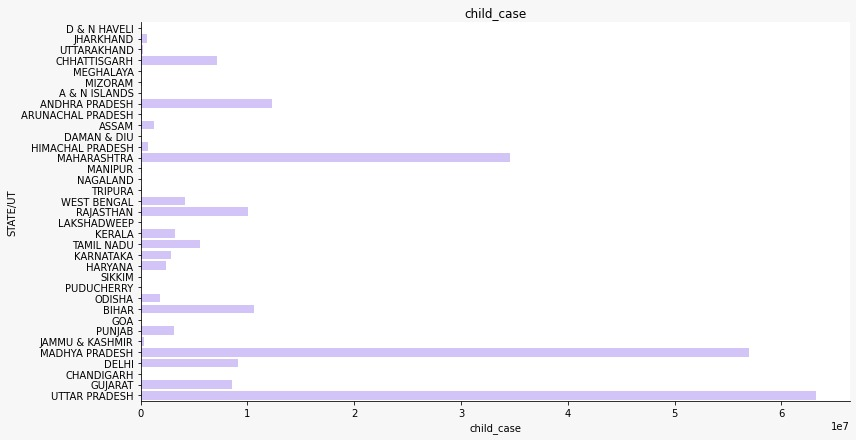 child_case
D & N HAVELI
JHARKHAND
UTTARAKHAND
CHHATTISGARH
MEGHALAYA
MIZORAM
A & N ISLANDS
ANDHRA PRADESH
ARUNACHAL PRADESH
ASSAM
DAMAN & DIU
HIMACHAL PRADESH
MAHARASHTRA
MANIPUR
NAGALAND
TRIPURA
WEST BENGAL
RAJASTHAN
LAKSHADWEEP
KERALA
TAMIL NADU
KARNATAKA
HARYANA
SIKKIM
PUDUCHERRY
ODISHA
BIHAR
GOA
PUNJAB
JAMMU & KASHMIR
MADHYA PRADESH
DELHI
CHANDIGARH
GUJARAT
UTTAR PRADESH
STATE/UT
0 1 2 3 4 5 6
1e7
child_case